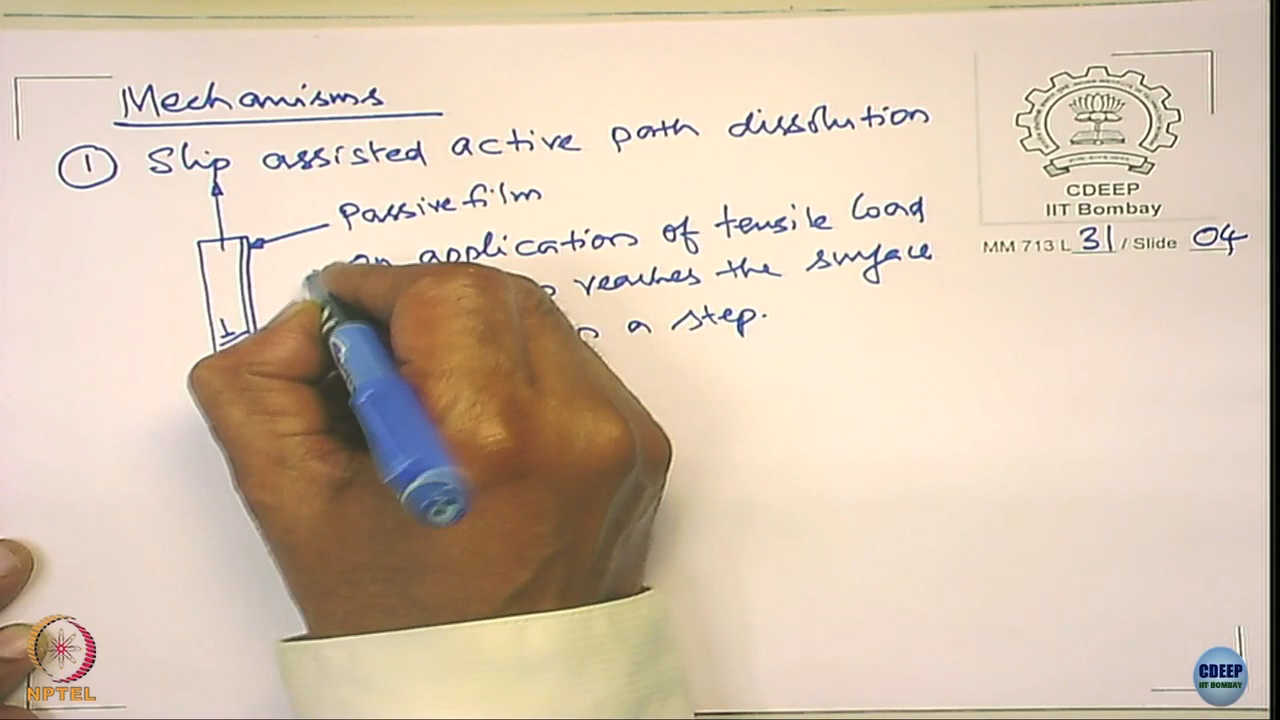 Mechanisms
① Slip assisted active path dissolution
Passive film
on application of tensile load
reaches the surface
a step.
CDEEP
IIT Bombay
MM 713 L 31 / Slide 04
NPTEL
CDEEP
IIT BOMBAY